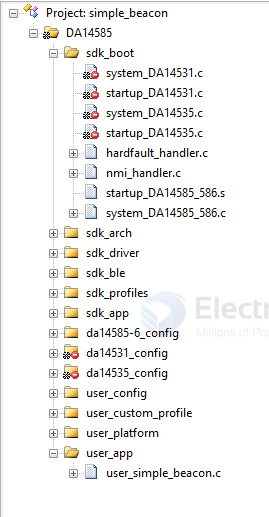 Project: simple_beacon
DA14585
sdk_boot
system_DA14531.c
startup_DA14531.c
system_DA14535.c
startup_DA14535.c
hardfault_handler.c
nmi_handler.c
startup_DA14585_586.s
system_DA14585_586.c
sdk_arch
sdk_driver
sdk_ble
sdk_profiles
sdk_app
da14585-6_config
da14531_config
da14535_config
user_config
user_custom_profile
user_platform
user_app
user_simple_beacon.c
Electr
Millions of Pro